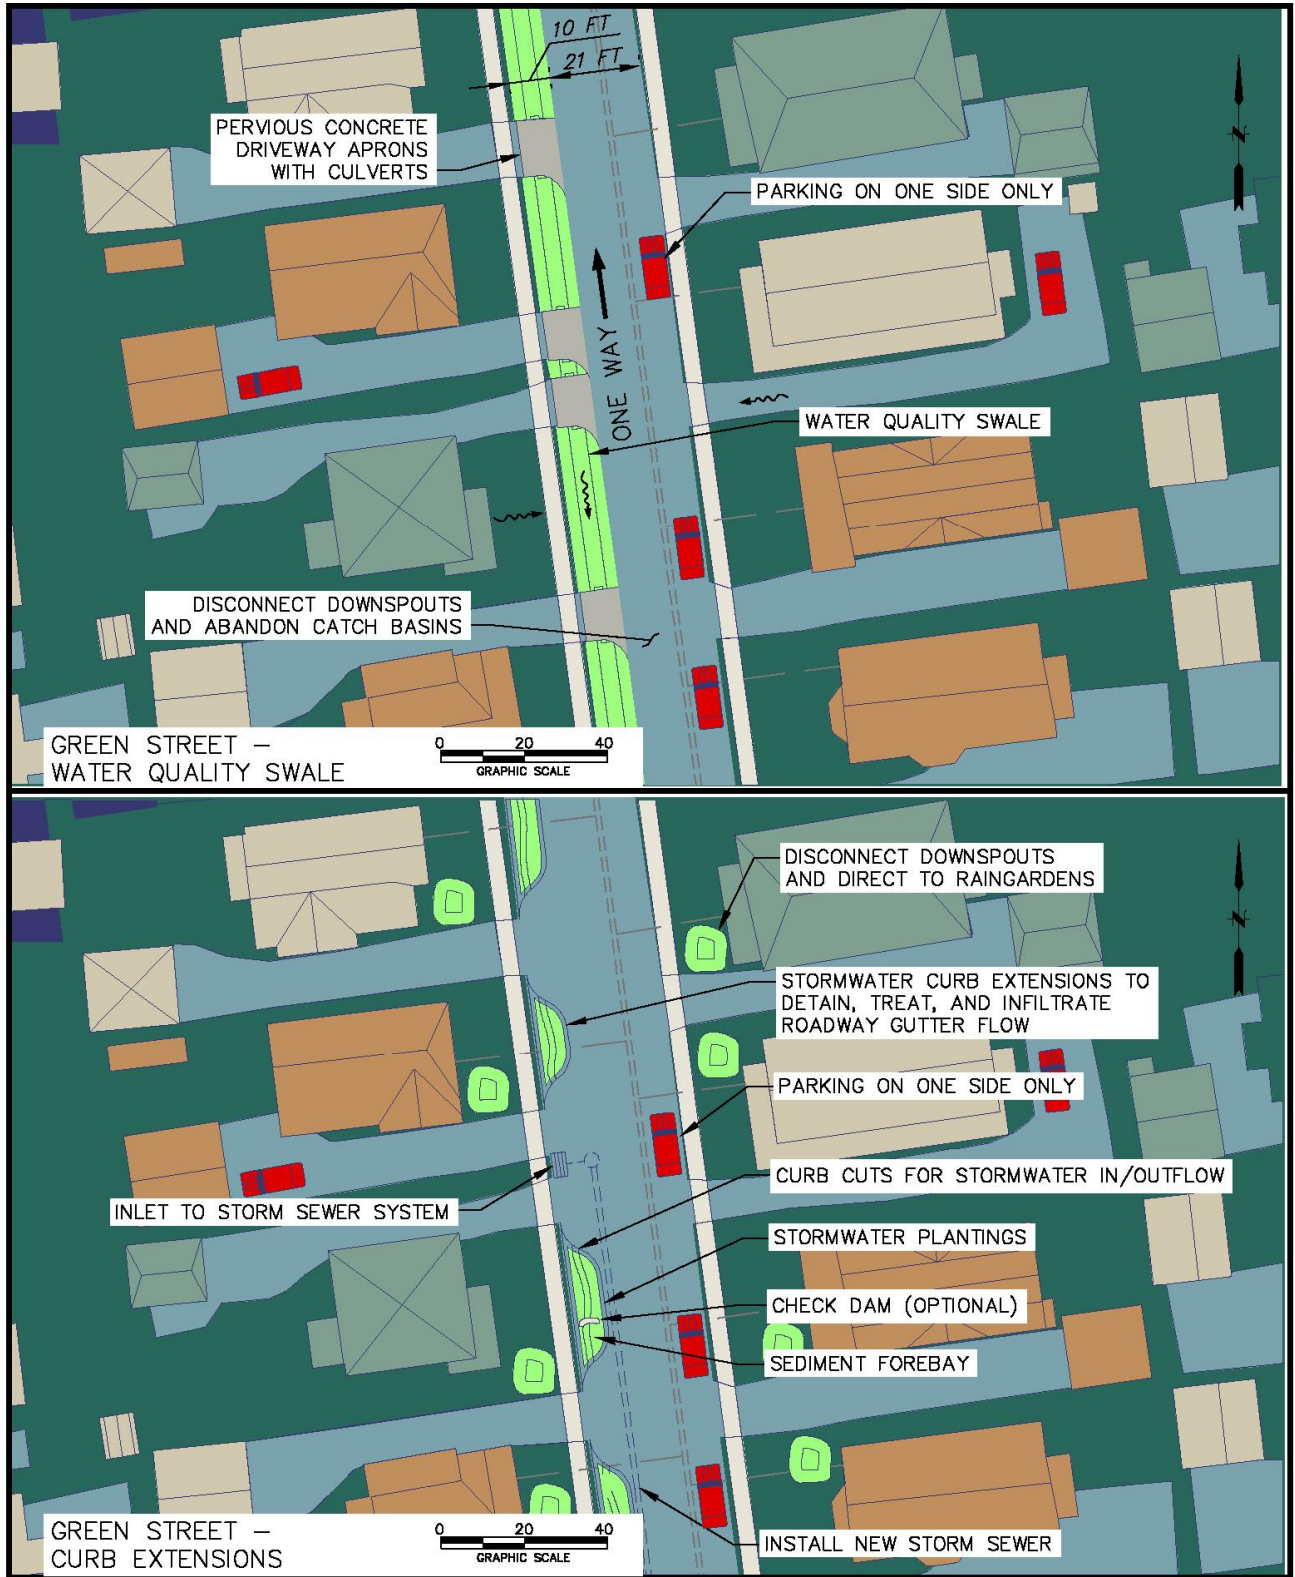 10 FT
21 FT
PERVIOUS CONCRETE
DRIVEWAY APRONS
WITH CULVERTS
N
PARKING ON ONE SIDE ONLY
ONE WAY
WATER QUALITY SWALE
DISCONNECT DOWNSPOUTS
AND ABANDON CATCH BASINS
GREEN STREET –
WATER QUALITY SWALE
0 20 40
GRAPHIC SCALE
DISCONNECT DOWNSPOUTS
AND DIRECT TO RAINGARDENS
N
STORMWATER CURB EXTENSIONS TO
DETAIN, TREAT, AND INFILTRATE
ROADWAY GUTTER FLOW
PARKING ON ONE SIDE ONLY
CURB CUTS FOR STORMWATER IN/OUTFLOW
INLET TO STORM SEWER SYSTEM
STORMWATER PLANTINGS
CHECK DAM (OPTIONAL)
SEDIMENT FOREBAY
INSTALL NEW STORM SEWER
GREEN STREET –
CURB EXTENSIONS
0 20 40
GRAPHIC SCALE